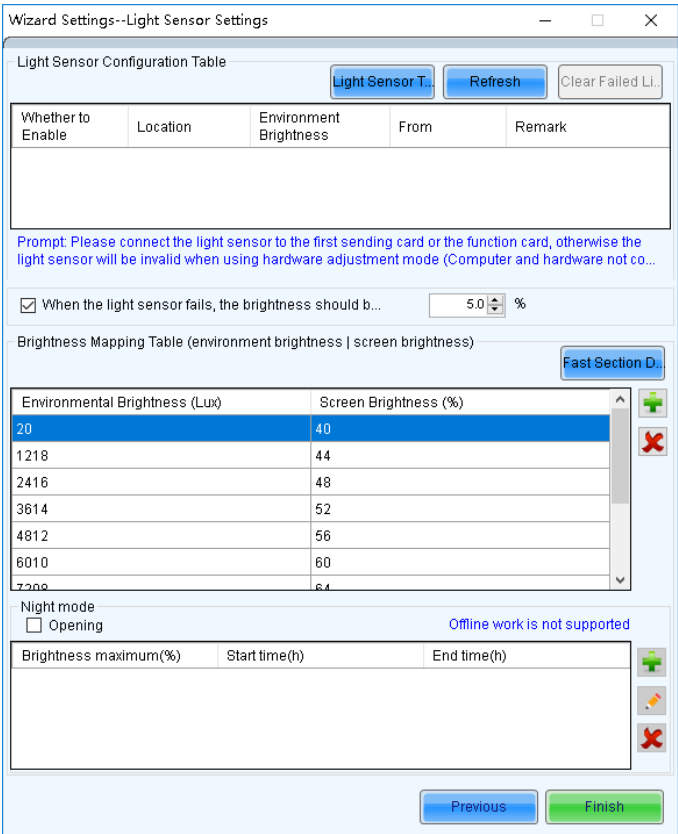 Wizard Settings--Light Sensor Settings
Light Sensor Configuration Table
Light Sensor T... Refresh Clear Failed Li...
Whether to Enable Location Environment Brightness From Remark
Prompt: Please connect the light sensor to the first sending card or the function card, otherwise the
light sensor will be invalid when using hardware adjustment mode (Computer and hardware not co...
When the light sensor fails, the brightness should b... 5.0 %
Brightness Mapping Table (environment brightness | screen brightness)
Fast Section D...
Environmental Brightness (Lux) Screen Brightness (%)
20 40
1218 44
2416 48
3614 52
4812 56
6010 60
7208 64
Night mode
Opening Offline work is not supported
Brightness maximum(%) Start time(h) End time(h)
Previous Finish